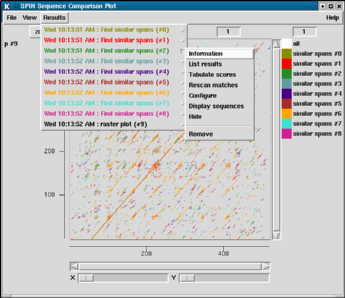 SPIN Sequence Comparison Plot
File View Results Help
Wed 10:13:51 AM : Find similar spans (#0)
Wed 10:13:51 AM : Find similar spans (#1)
Wed 10:13:51 AM : Find similar spans (#2)
Wed 10:13:52 AM : Find similar spans (#3)
Wed 10:13:52 AM : Find similar spans (#4)
Wed 10:13:52 AM : Find similar spans (#5)
Wed 10:13:52 AM : Find similar spans (#6)
Wed 10:13:52 AM : Find similar spans (#7)
Wed 10:13:52 AM : Find similar spans (#8)
Wed 10:13:52 AM : raster plot (#9)
p #9
1
1
Information
List results
Tabulate scores
Rescan matches
Configure
Display sequences
Hide
Remove
all
similar spans #0
similar spans #1
similar spans #2
similar spans #3
similar spans #4
similar spans #5
similar spans #6
similar spans #7
similar spans #8
200
100
200
400
X
Y